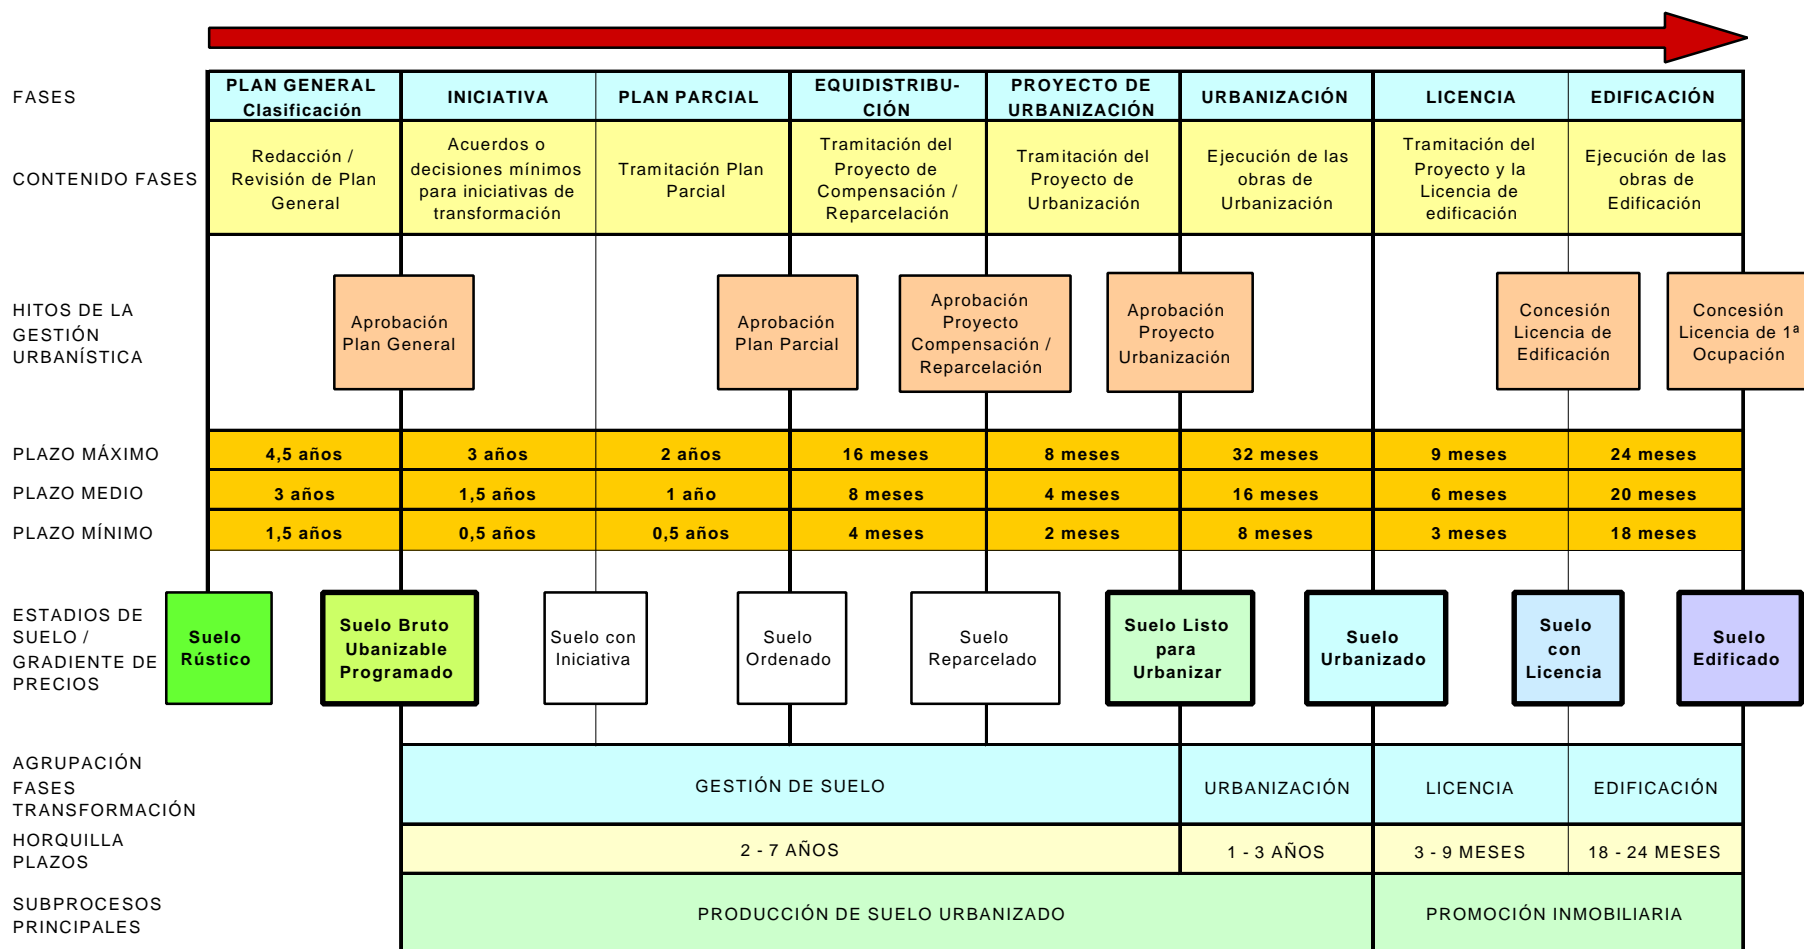 FASES
PLAN GENERAL
Clasificación
INICIATIVA
PLAN PARCIAL
EQUIDISTRIBU-
CIÓN
PROYECTO DE
URBANIZACIÓN
URBANIZACIÓN
LICENCIA
EDIFICACIÓN
CONTENIDO FASES
Redacción /
Revisión de Plan
General
Acuerdos o
decisiones mínimos
para iniciativas de
transformación
Tramitación Plan
Parcial
Tramitación del
Proyecto de
Compensación /
Reparcelación
Tramitación del
Proyecto de
Urbanización
Ejecución de las
obras de
Urbanización
Tramitación del
Proyecto y la
Licencia de
edificación
Ejecución de las
obras de
Edificación
HITOS DE LA
GESTIÓN
URBANÍSTICA
Aprobación
Plan General
Aprobación
Plan Parcial
Aprobación
Proyecto
Compensación /
Reparcelación
Aprobación
Proyecto
Urbanización
Concesión
Licencia de
Edificación
Concesión
Licencia de 1ª
Ocupación
PLAZO MÁXIMO
4,5 años
3 años
2 años
16 meses
8 meses
32 meses
9 meses
24 meses
PLAZO MEDIO
3 años
1,5 años
1 año
8 meses
4 meses
16 meses
6 meses
20 meses
PLAZO MÍNIMO
1,5 años
0,5 años
0,5 años
4 meses
2 meses
8 meses
3 meses
18 meses
ESTADIOS DE
SUELO /
GRADIENTE DE
PRECIOS
Suelo
Rústico
Suelo Bruto
Ubanizable
Programado
Suelo con
Iniciativa
Suelo
Ordenado
Suelo
Reparcelado
Suelo Listo
para
Urbanizar
Suelo
Urbanizado
Suelo
con
Licencia
Suelo
Edificado
AGRUPACIÓN
FASES
TRANSFORMACIÓN
GESTIÓN DE SUELO
URBANIZACIÓN
LICENCIA
EDIFICACIÓN
HORQUILLA
PLAZOS
2 - 7 AÑOS
1 - 3 AÑOS
3 - 9 MESES
18 - 24 MESES
SUBPROCESOS
PRINCIPALES
PRODUCCIÓN DE SUELO URBANIZADO
PROMOCIÓN INMOBILIARIA